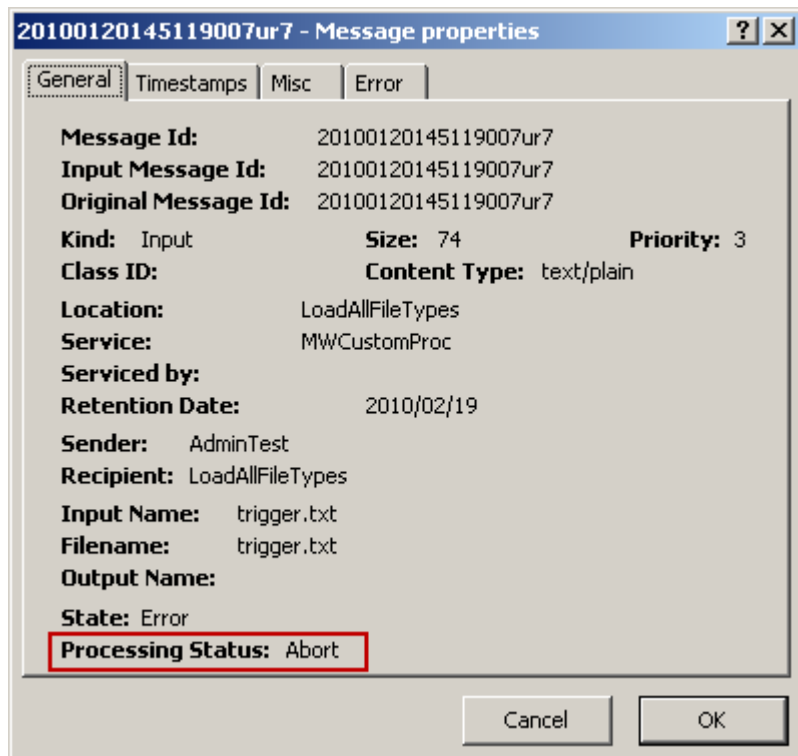 20100120145119007ur7 - Message properties
General Timestamps Misc Error
Message Id: 20100120145119007ur7
Input Message Id: 20100120145119007ur7
Original Message Id: 20100120145119007ur7
Kind: Input Size: 74 Priority: 3
Class ID: Content Type: text/plain
Location: LoadAllFileTypes
Service: MWCustomProc
Serviced by:
Retention Date: 2010/02/19
Sender: AdminTest
Recipient: LoadAllFileTypes
Input Name: trigger.txt
Filename: trigger.txt
Output Name:
State: Error
Processing Status: Abort
Cancel OK